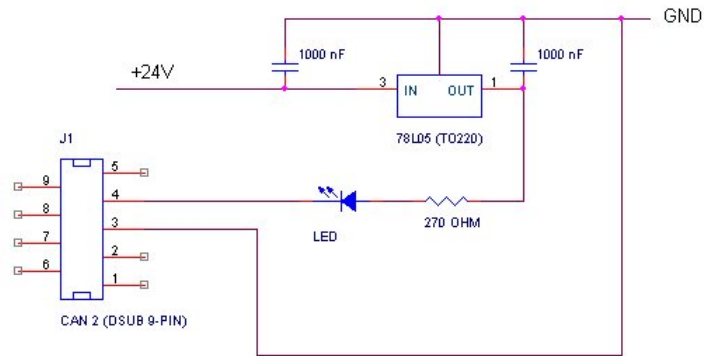 GND
1000 nF
1000 nF
+24V
3
IN
OUT
1
78L05 (TO220)
J1
5
9
4
8
3
7
2
6
1
LED
270 OHM
CAN 2 (DSUB 9-PIN)